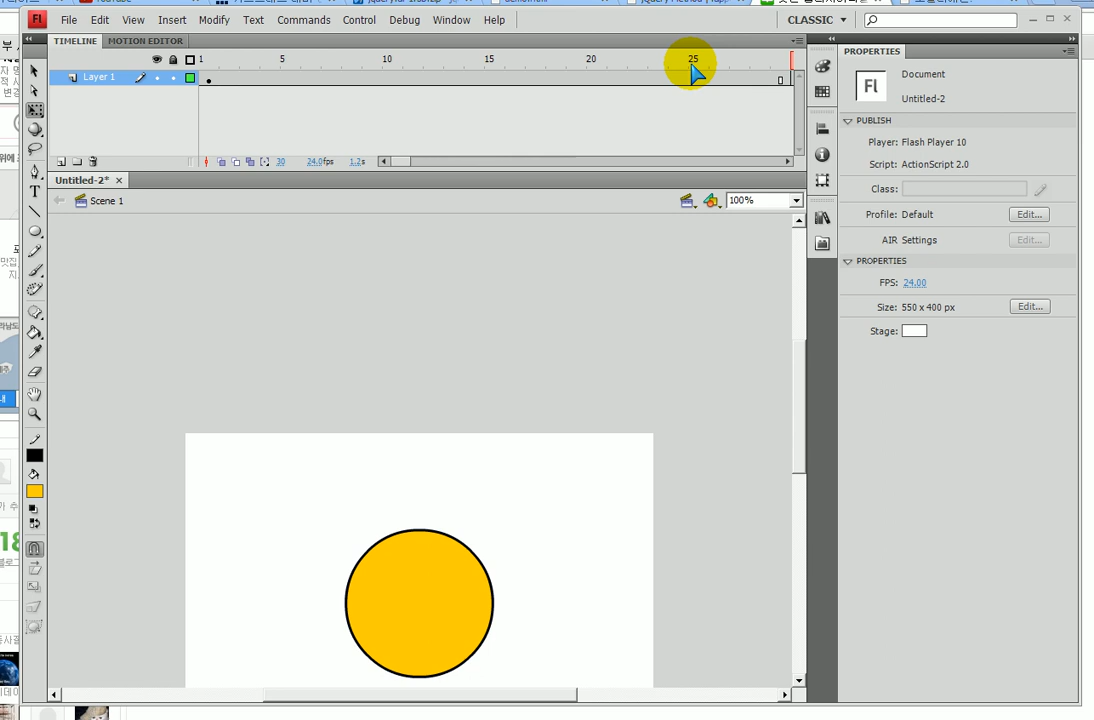 YouTube
Fl File Edit View Insert Modify Text Commands Control Debug Window Help CLASSIC
TIMELINE MOTION EDITOR
1 5 10 15 20 25
Layer 1
30 24.0fps 1.2s
Untitled-2*
Scene 1 100%
PROPERTIES
Fl
Document
Untitled-2
PUBLISH
Player: Flash Player 10
Script: ActionScript 2.0
Class:
Profile: Default Edit...
AIR Settings Edit...
PROPERTIES
FPS: 24.00
Size: 550 x 400 px Edit...
Stage:
T